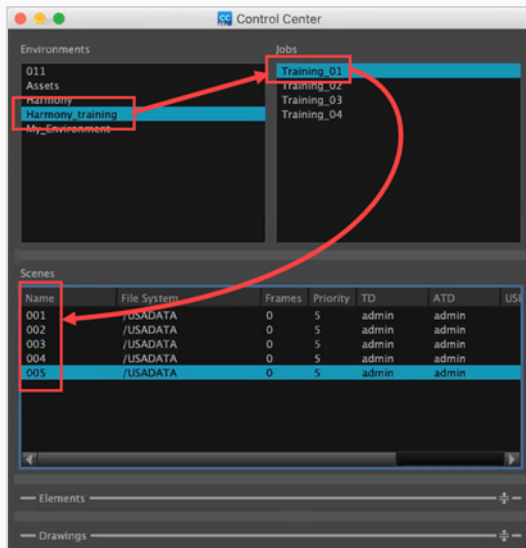 Control Center
Environments
011
Assets
Harmony
Harmony_training
My_Environment
Jobs
Training_01
Training_02
Training_03
Training_04
Scenes
Name File System Frames Priority TD ATD
001 /USADATA 0 5 admin admin
002 /USADATA 0 5 admin admin
003 /USADATA 0 5 admin admin
004 /USADATA 0 5 admin admin
005 /USADATA 0 5 admin admin
Elements
Drawings